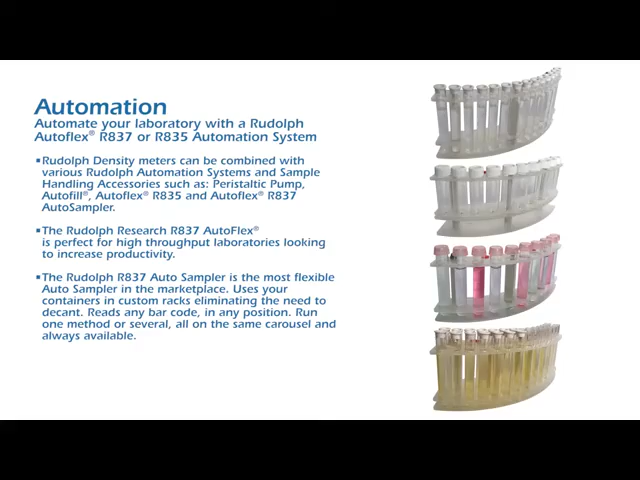 Automation
Automate your laboratory with a Rudolph
Autoflex® R837 or R835 Automation System
▪Rudolph Density meters can be combined with
various Rudolph Automation Systems and Sample
Handling Accessories such as: Peristaltic Pump,
Autofill®, Autoflex® R835 and Autoflex® R837
AutoSampler.
▪The Rudolph Research R837 AutoFlex®
is perfect for high throughput laboratories looking
to increase productivity.
▪The Rudolph R837 Auto Sampler is the most flexible
Auto Sampler in the marketplace. Uses your
containers in custom racks eliminating the need to
decant. Reads any bar code, in any position. Run
one method or several, all on the same carousel and
always available.